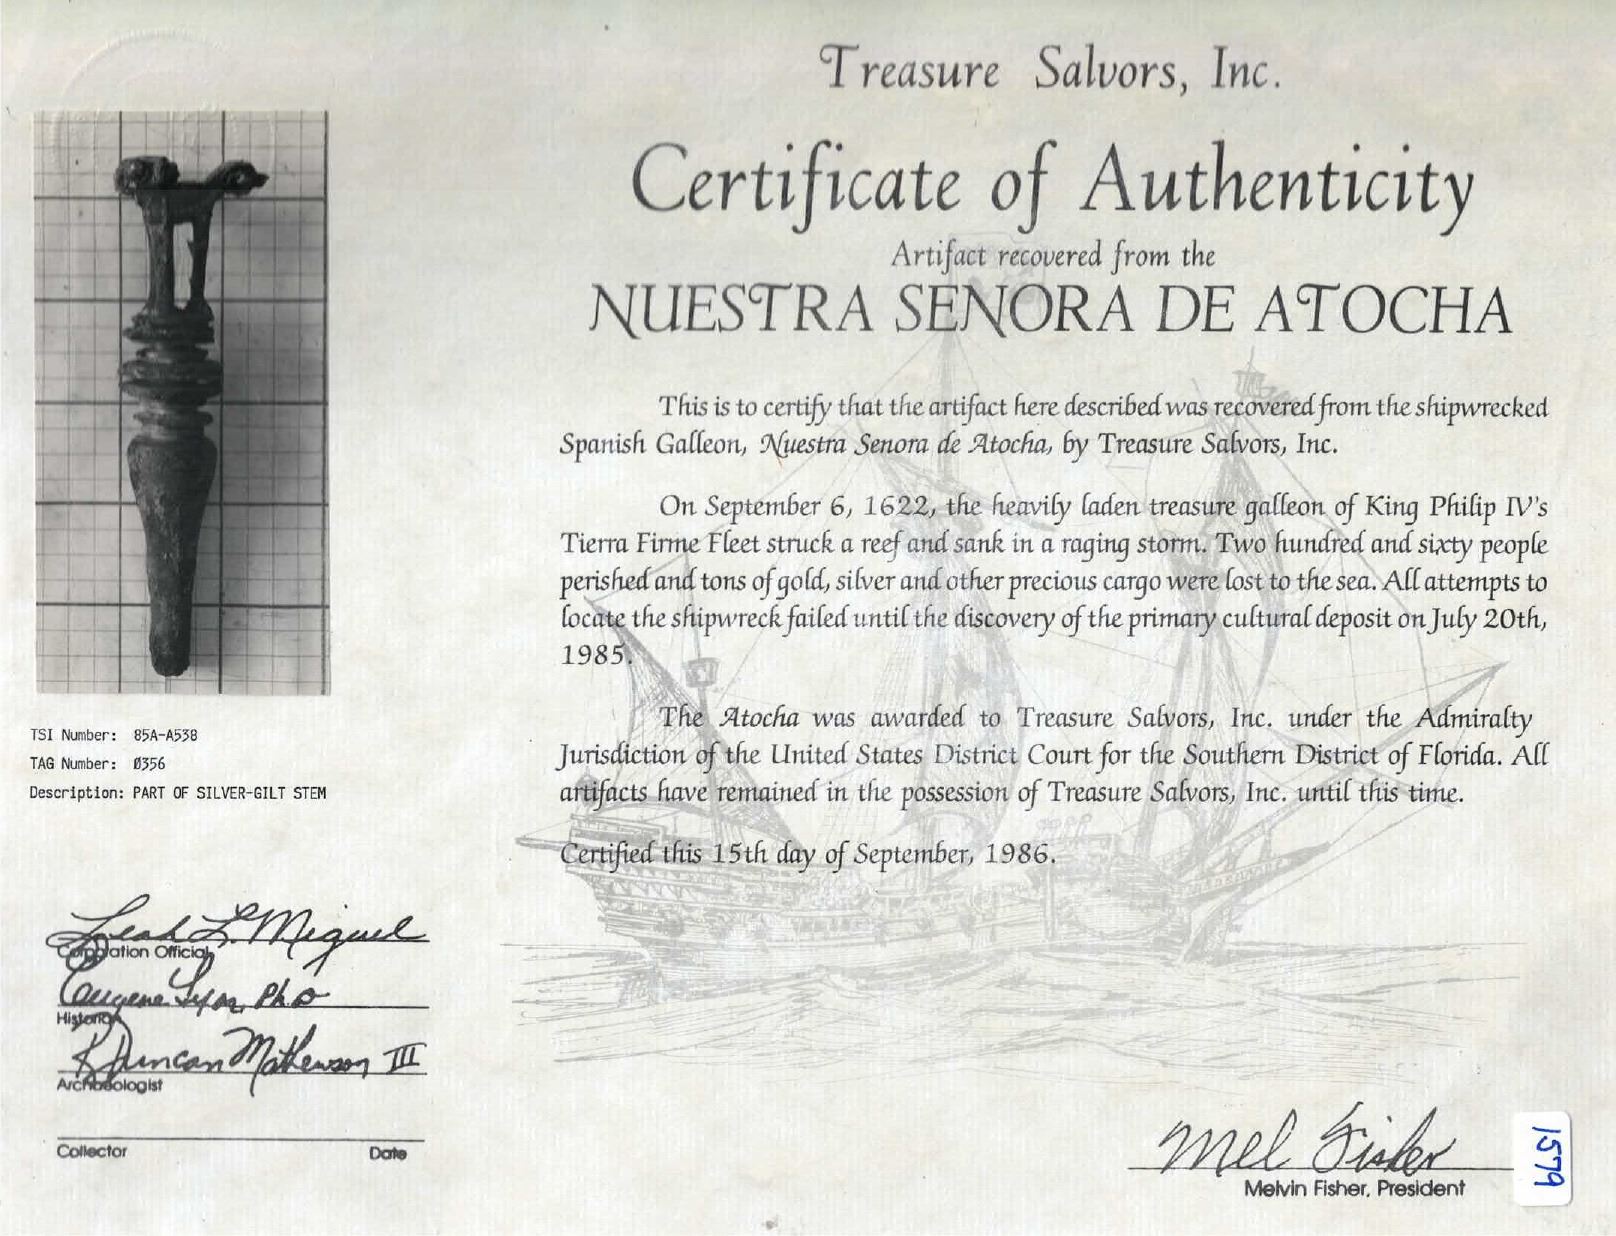 Treasure Salvors, Inc.
Certificate of Authenticity
Artifact recovered from the
NUESTRA SENORA DE ATOCHA
This is to certify that the artifact here described was recovered from the shipwrecked
Spanish Galleon, Nuestra Senora de Atocha, by Treasure Salvors, Inc.
On September 6, 1622, the heavily laden treasure galleon of King Philip IV's
Tierra Firme Fleet struck a reef and sank in a raging storm. Two hundred and sixty people
perished and tons of gold, silver and other precious cargo were lost to the sea. All attempts to
locate the shipwreck failed until the discovery of the primary cultural deposit on July 20th,
1985.
The Atocha was awarded to Treasure Salvors, Inc. under the Admiralty
Jurisdiction of the United States District Court for the Southern District of Florida. All
artifacts have remained in the possession of Treasure Salvors, Inc. until this time.
Certified this 15th day of September, 1986.
TSI Number: 85A-A538
TAG Number: 0356
Description: PART OF SILVER-GILT STEM
Leah L. Miguel
Corporation Official
Eugene Lyon, Ph.D
Historian
R Duncan Mathewson III
Archaeologist
Collector Date
Mel Fisher
Melvin Fisher, President
1579